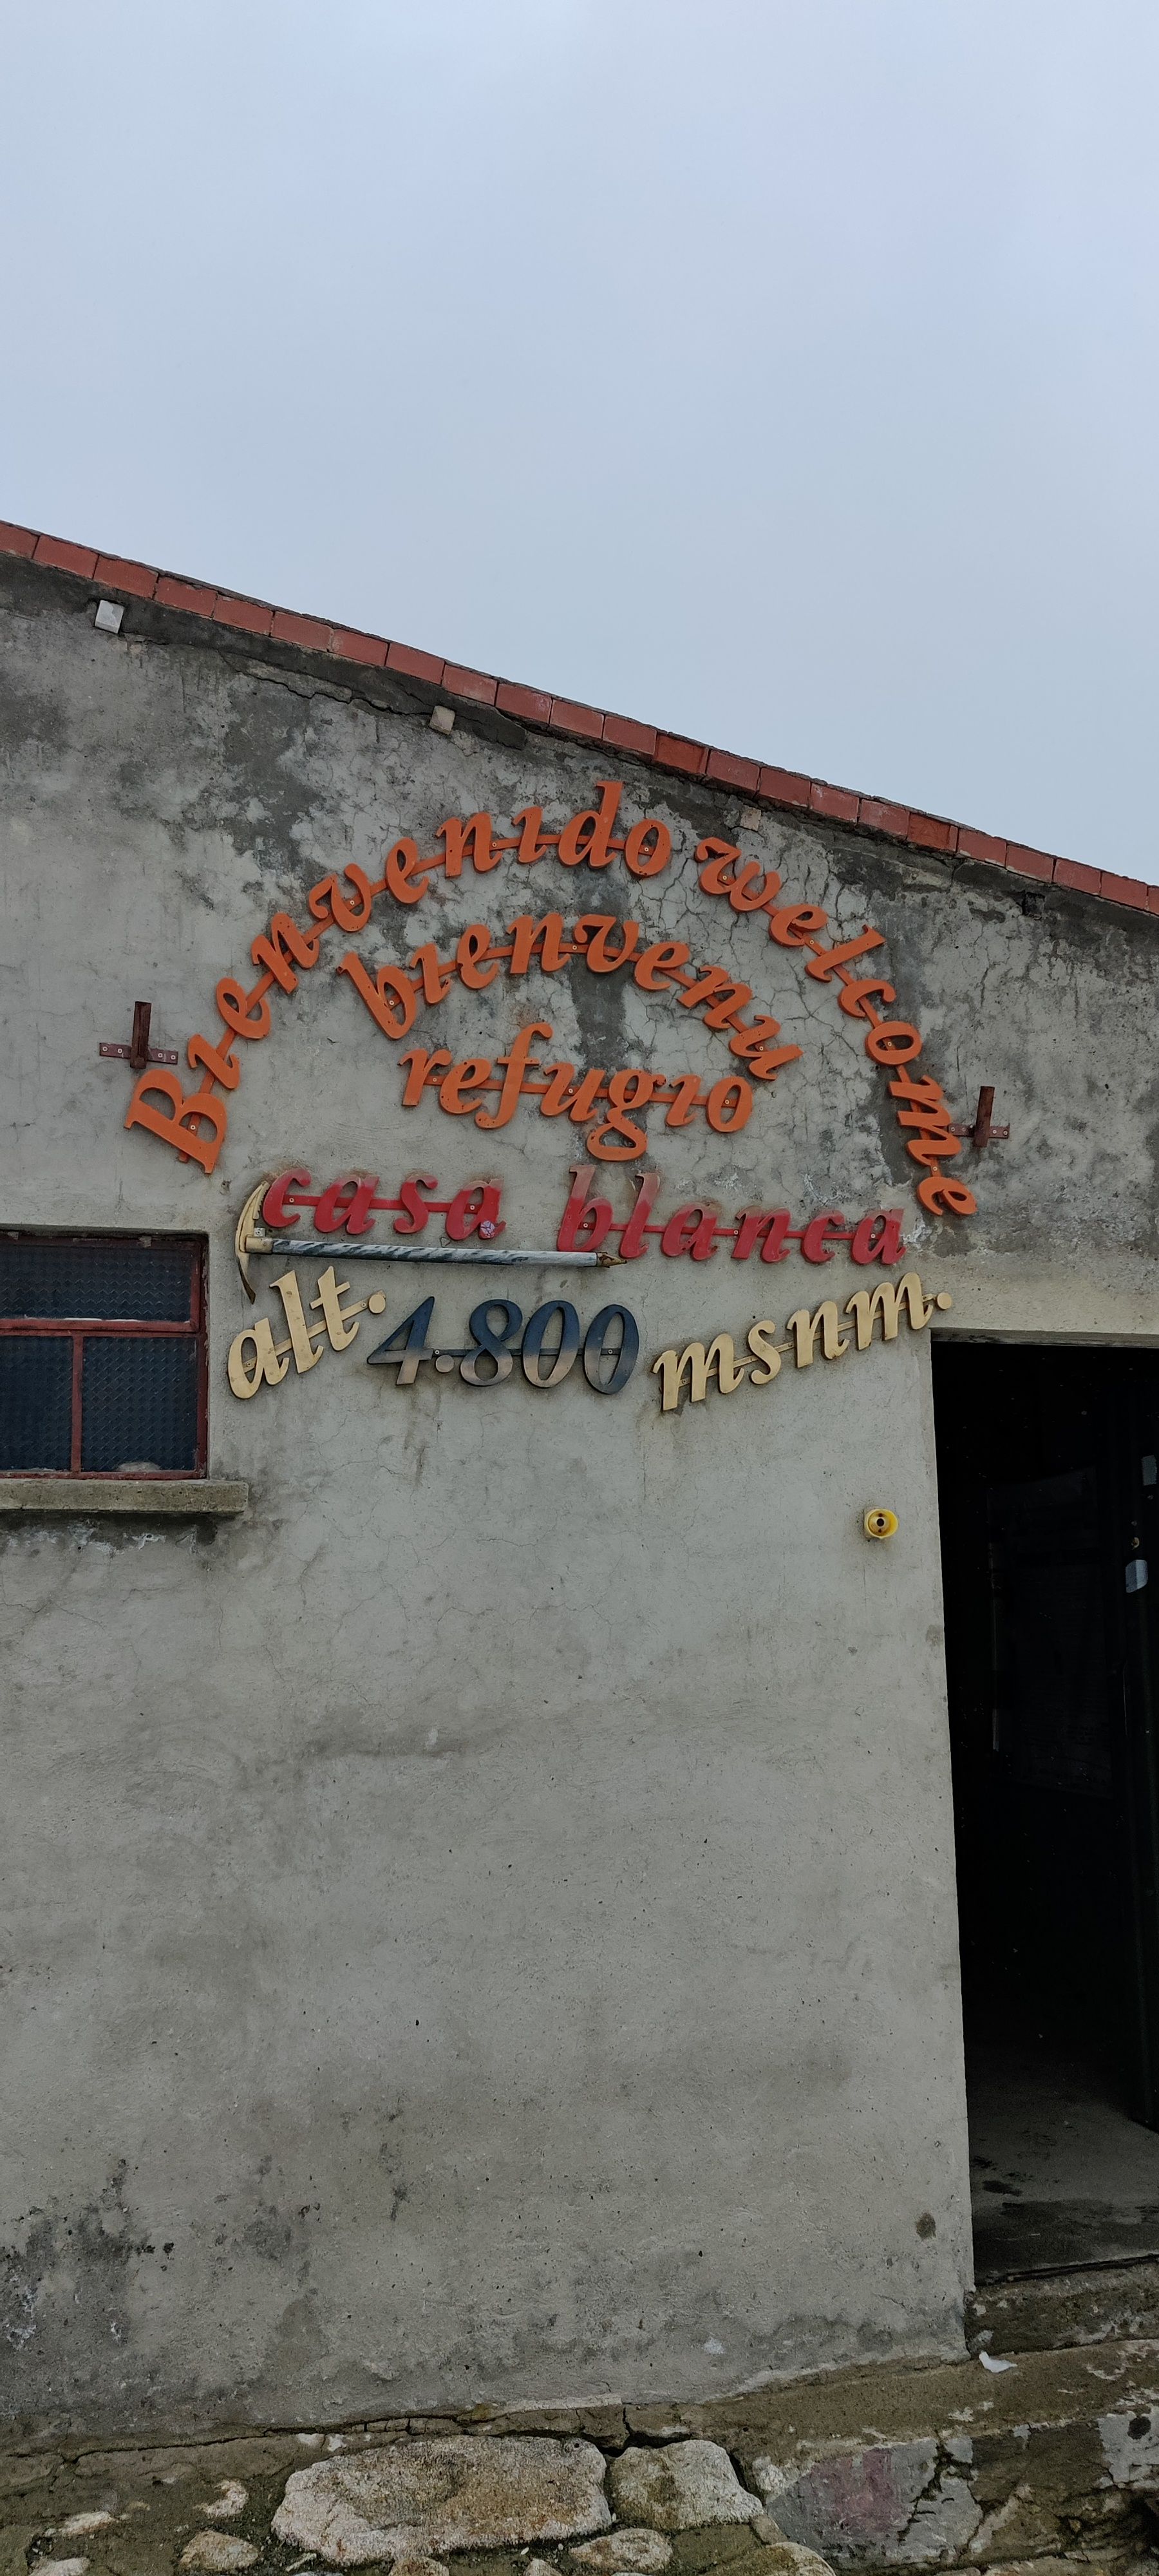 Bienvenido welcome
bienvenu
refugio
casa blanca
alt. 4.800 msnm.